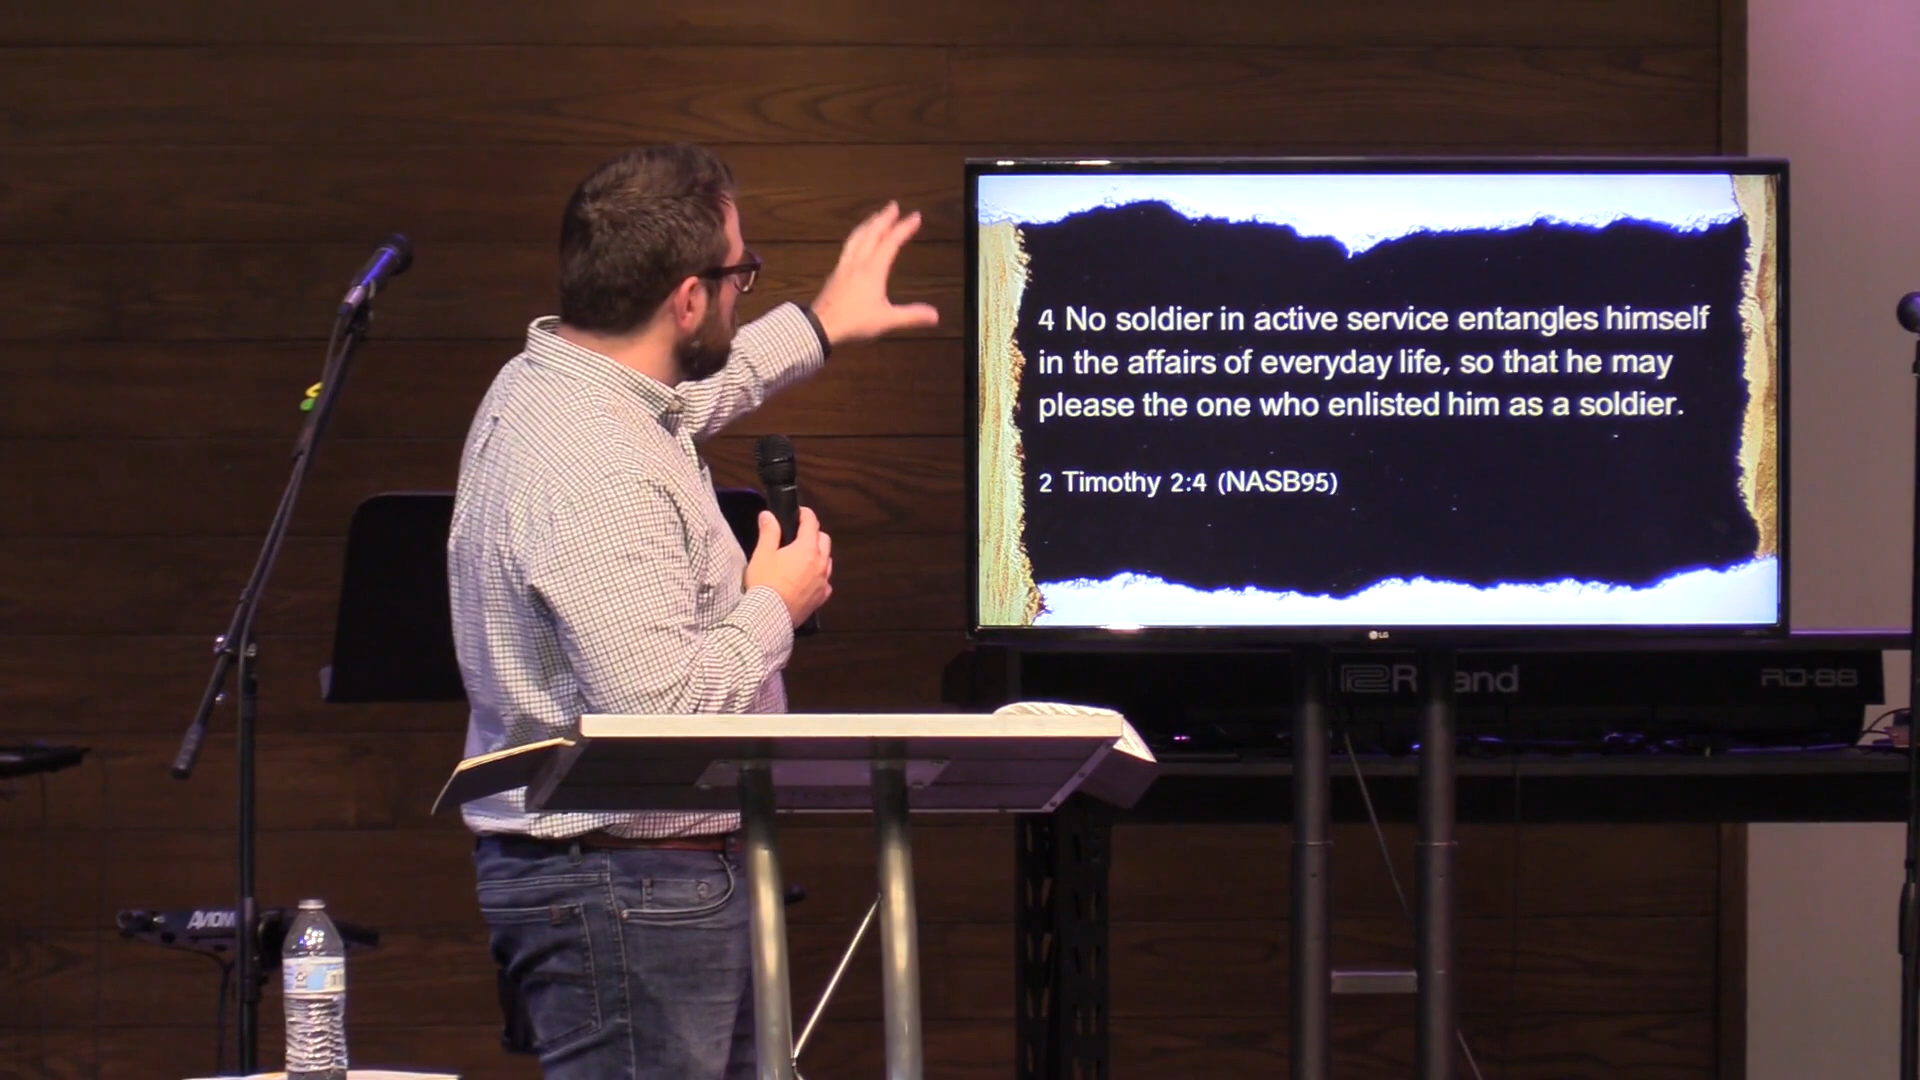 4 No soldier in active service entangles himself
in the affairs of everyday life, so that he may
please the one who enlisted him as a soldier.
2 Timothy 2:4 (NASB95)
LG
RD-88